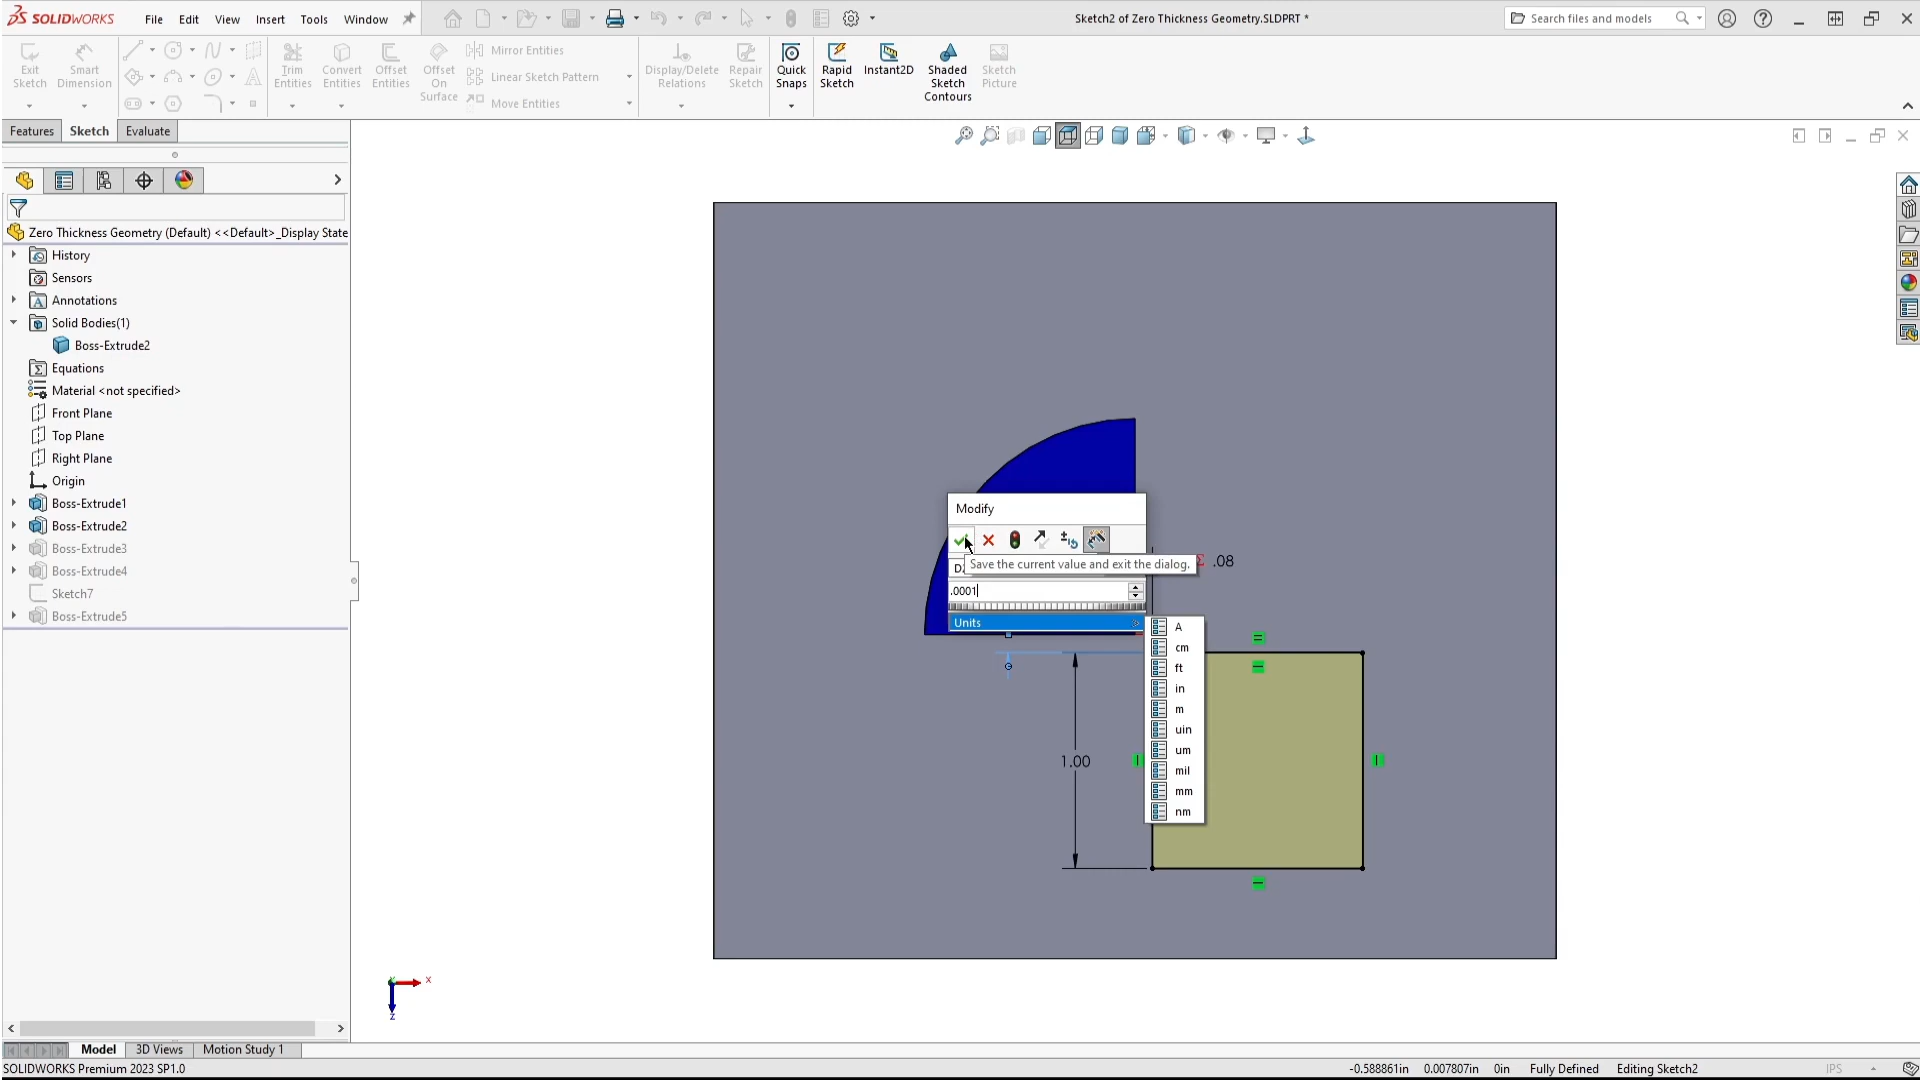 SOLIDWORKS
File
Edit
View
Insert
Tools
Window
Sketch2 of Zero Thickness Geometry.SLDPRT *
Search files and models
Exit
Sketch
Smart
Dimension
Trim
Entities
Convert
Entities
Offset
Entities
Offset
On
Surface
Mirror Entities
Linear Sketch Pattern
Move Entities
Display/Delete
Relations
Repair
Sketch
Quick
Snaps
Rapid
Sketch
Instant2D
Shaded
Sketch
Contours
Sketch
Picture
Features
Sketch
Evaluate
Zero Thickness Geometry (Default) <<Default>_Display State
History
Sensors
Annotations
Solid Bodies(1)
Boss-Extrude2
Equations
Material <not specified>
Front Plane
Top Plane
Right Plane
Origin
Boss-Extrude1
Boss-Extrude2
Boss-Extrude3
Boss-Extrude4
Sketch7
Boss-Extrude5
Modify
Save the current value and exit the dialog.
.0001
Units
A
cm
ft
in
m
uin
um
mil
mm
nm
.08
1.00
x
z
Model
3D Views
Motion Study 1
SOLIDWORKS Premium 2023 SP1.0
-0.588861in
0.007807in
0in
Fully Defined
Editing Sketch2
IPS